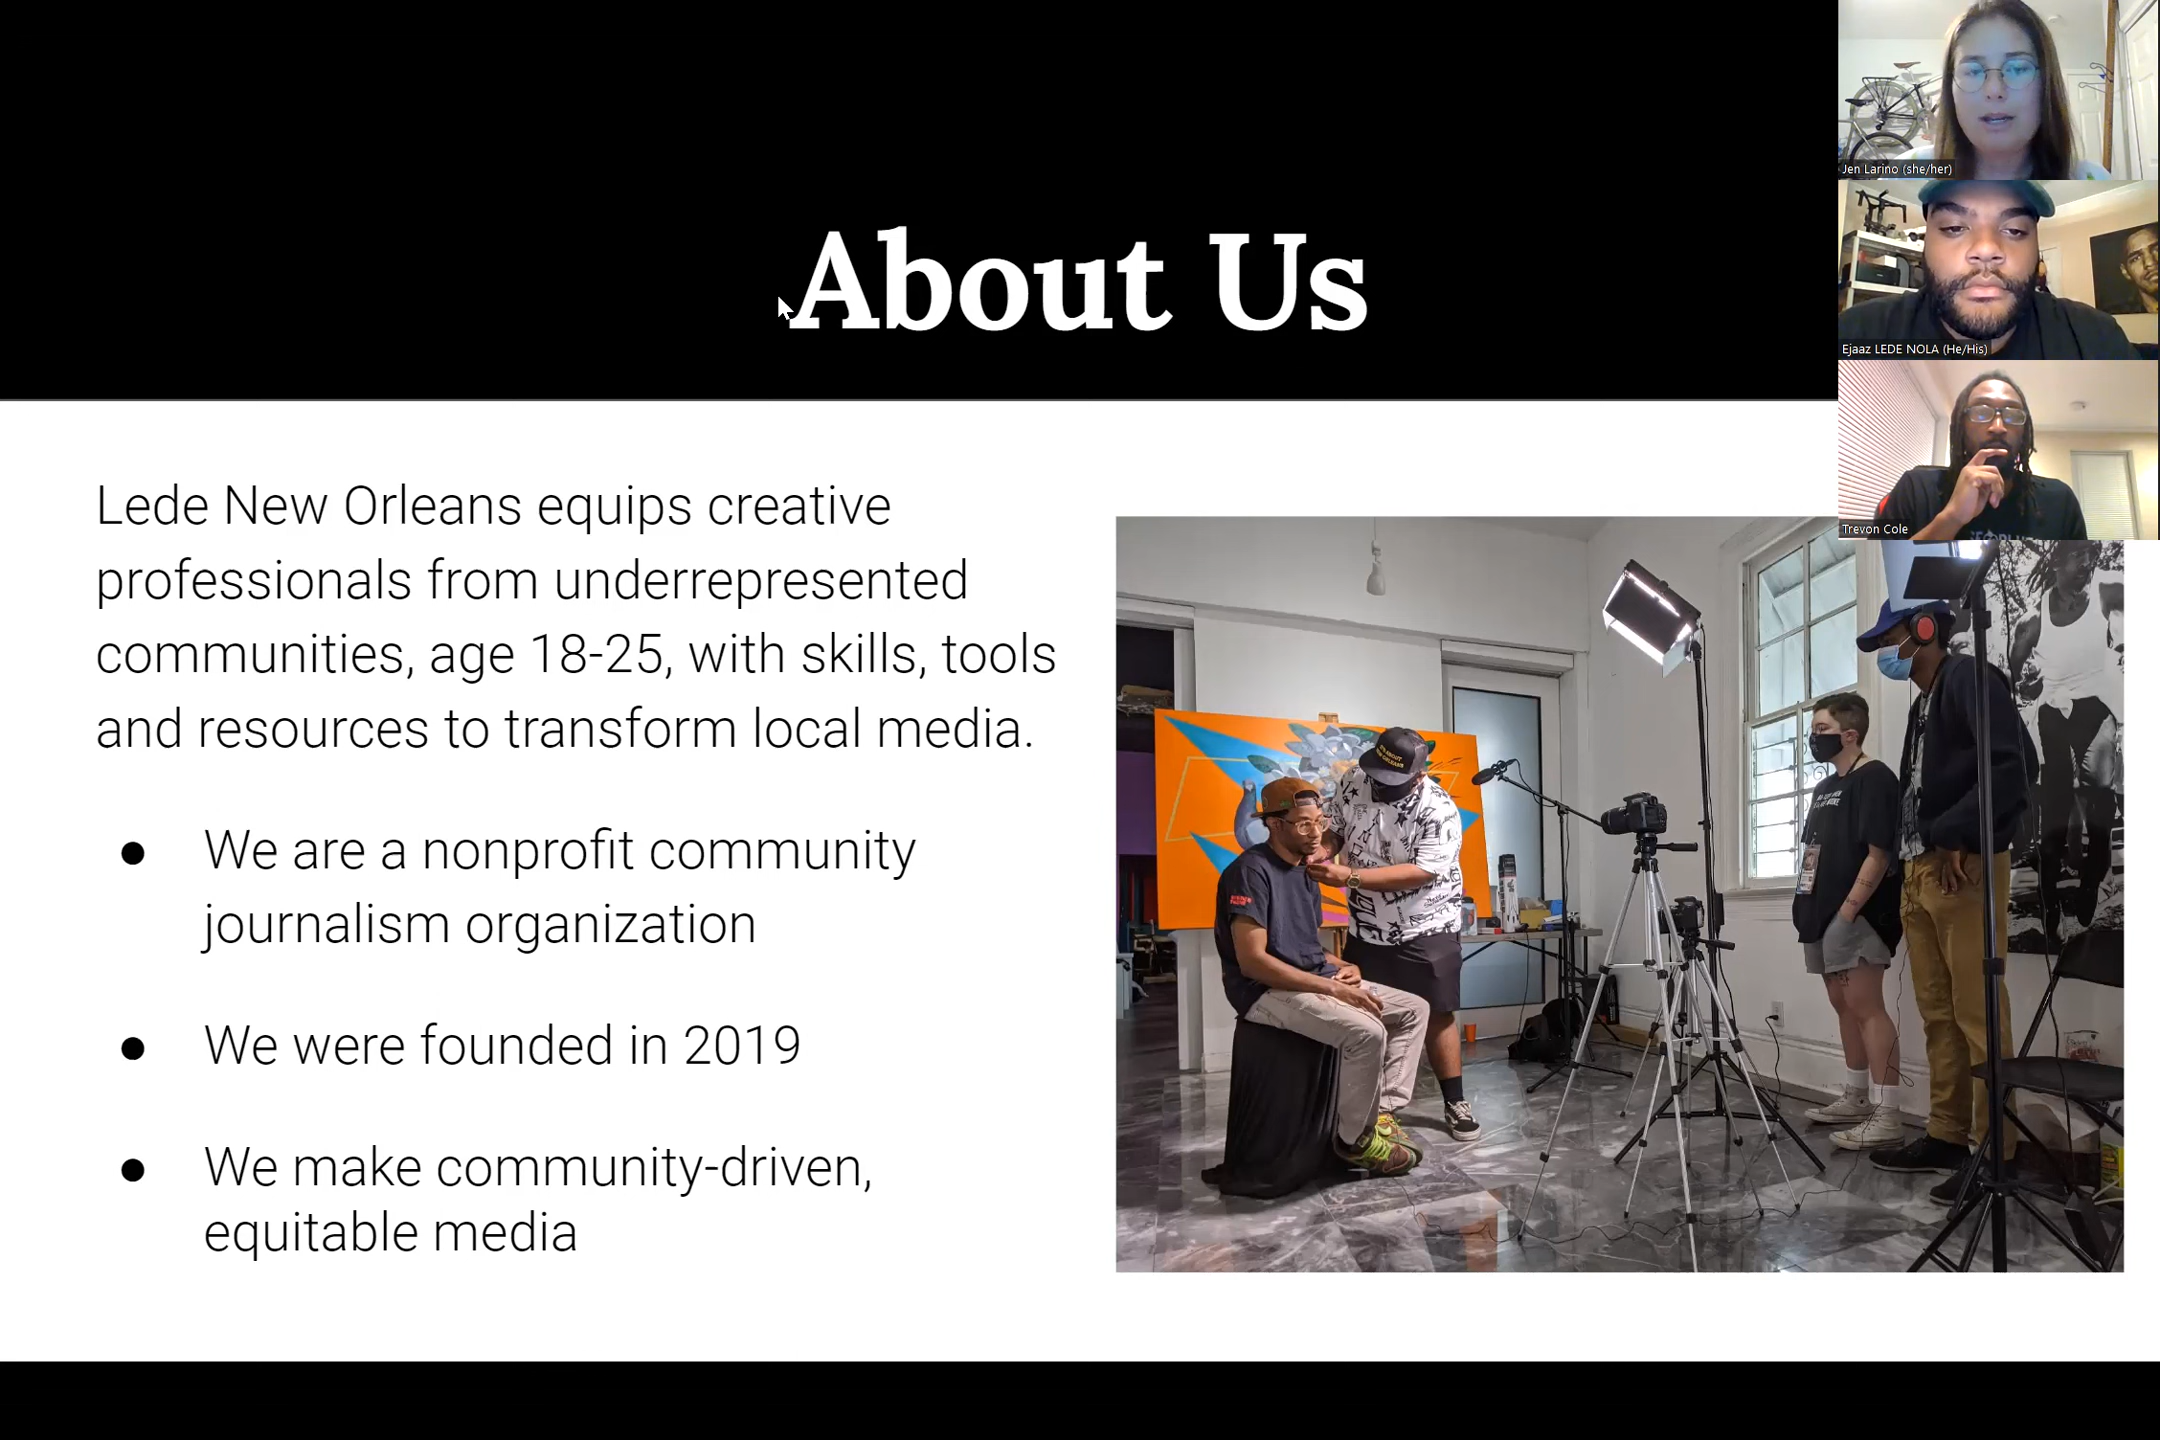 About Us
Jen Larino (she/her)
Ejaaz LEDE NOLA (He/His)
Trevon Cole
Lede New Orleans equips creative
professionals from underrepresented
communities, age 18-25, with skills, tools
and resources to transform local media.
● We are a nonprofit community
journalism organization
● We were founded in 2019
● We make community-driven,
equitable media